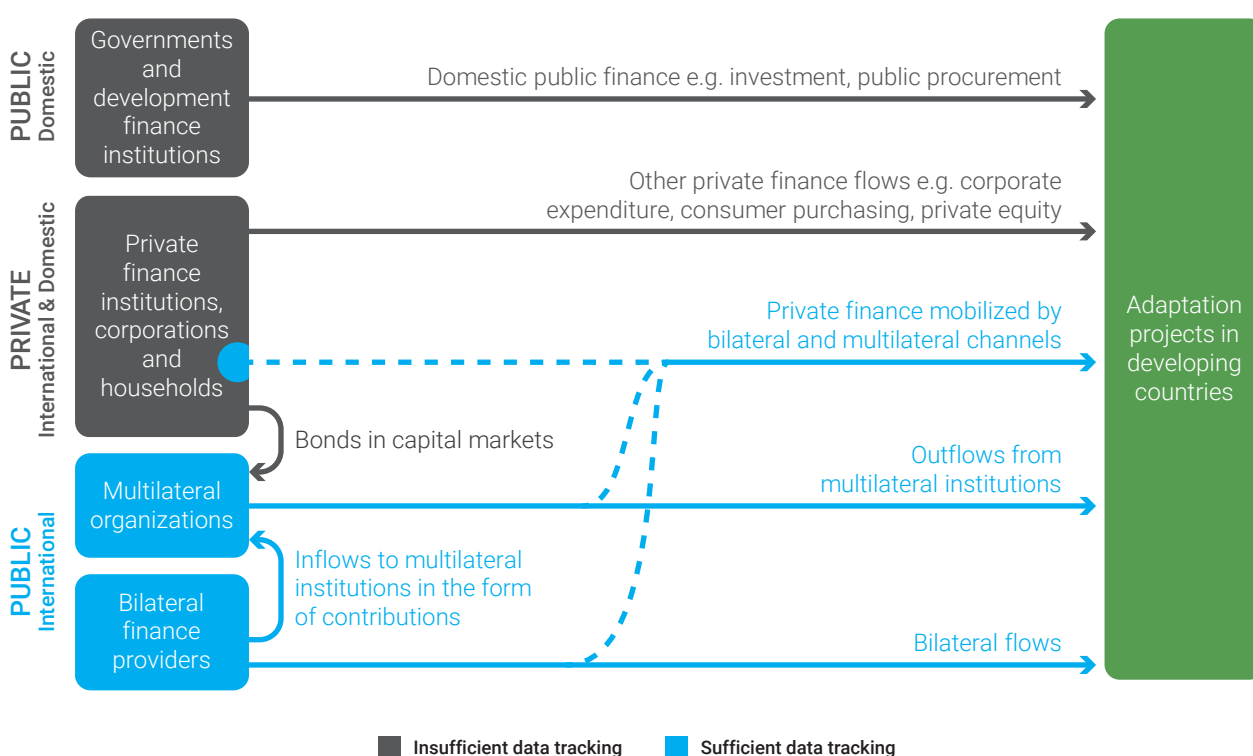 PUBLIC
Domestic
Governments
and
development
finance
institutions
Domestic public finance e.g. investment, public procurement
PRIVATE
International & Domestic
Private
finance
institutions,
corporations
and
households
Other private finance flows e.g. corporate
expenditure, consumer purchasing, private equity
Private finance mobilized by
bilateral and multilateral channels
Adaptation
projects in
developing
countries
Bonds in capital markets
PUBLIC
International
Multilateral
organizations
Outflows from
multilateral institutions
Inflows to multilateral
institutions in the form
of contributions
Bilateral
finance
providers
Bilateral flows
Insufficient data tracking
Sufficient data tracking